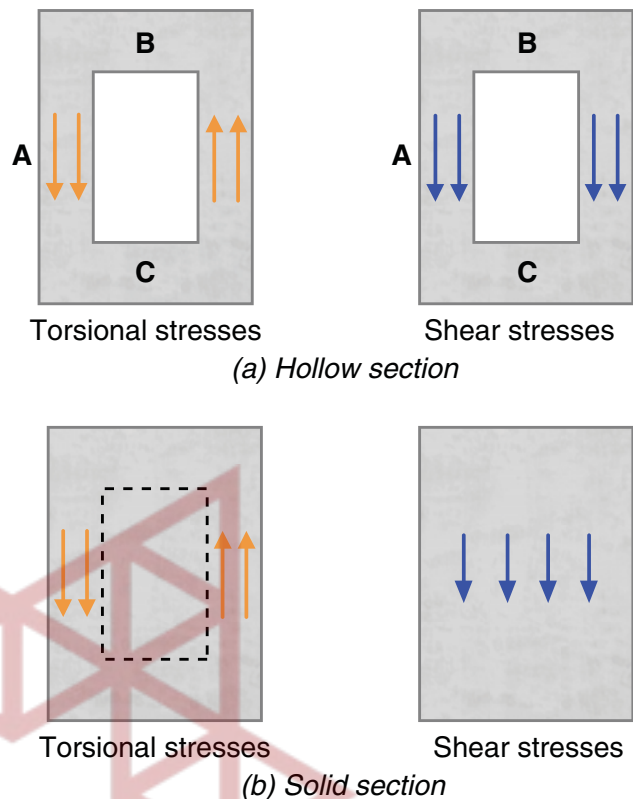 B B
A A
C C
Torsional stresses Shear stresses
(a) Hollow section
Torsional stresses Shear stresses
(b) Solid section